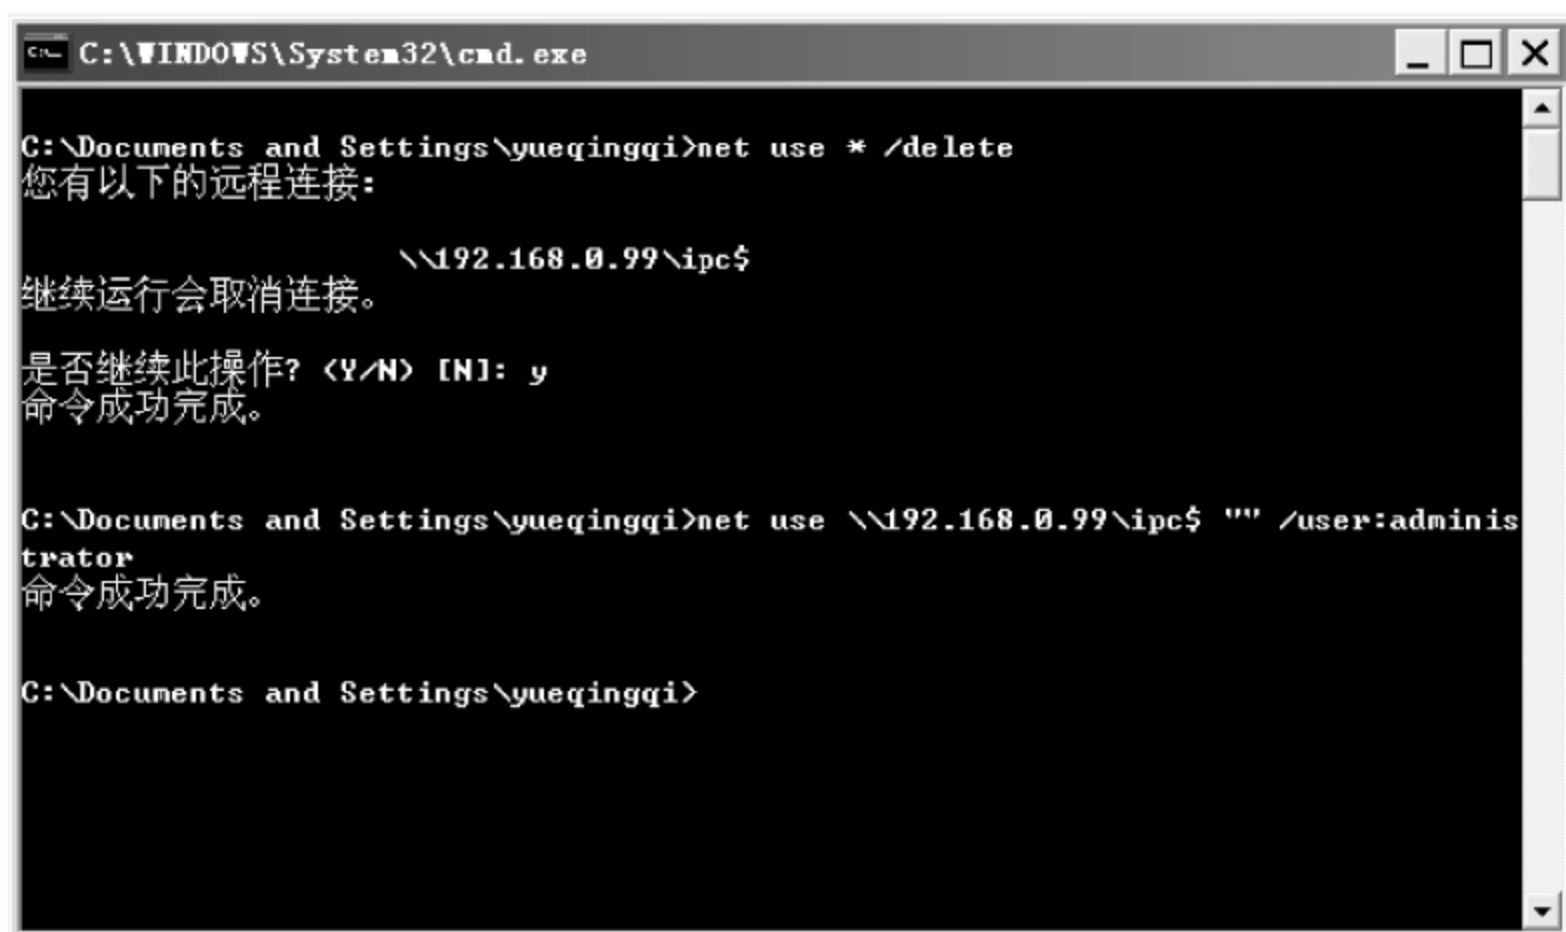 C:\WINDOWS\System32\cmd.exe
C:\Documents and Settings\yueqingqi>net use * /delete
您有以下的远程连接:
\\192.168.0.99\ipc$
继续运行会取消连接。
是否继续此操作? (Y/N) [N]: y
命令成功完成。
C:\Documents and Settings\yueqingqi>net use \\192.168.0.99\ipc$ "" /user:adminis
trator
命令成功完成。
C:\Documents and Settings\yueqingqi>